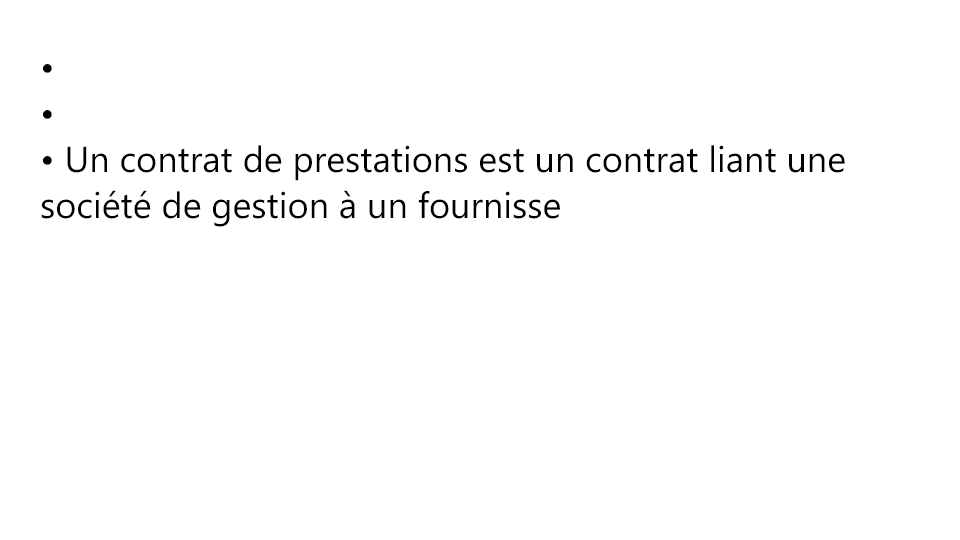 •
•
• Un contrat de prestations est un contrat liant une
société de gestion à un fournisse